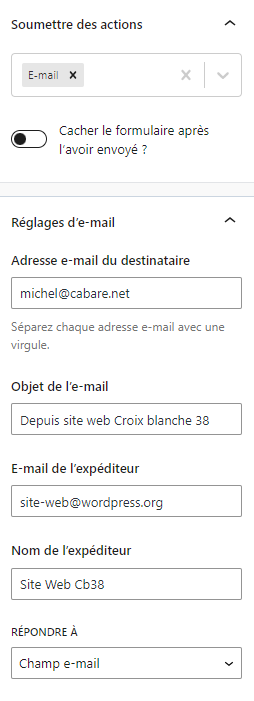 Soumettre des actions
E-mail
Cacher le formulaire après
l'avoir envoyé ?
Réglages d'e-mail
Adresse e-mail du destinataire
michel@cabare.net
Séparez chaque adresse e-mail avec une
virgule.
Objet de l'e-mail
Depuis site web Croix blanche 38
E-mail de l'expéditeur
site-web@wordpress.org
Nom de l'expéditeur
Site Web Cb38
RÉPONDRE À
Champ e-mail